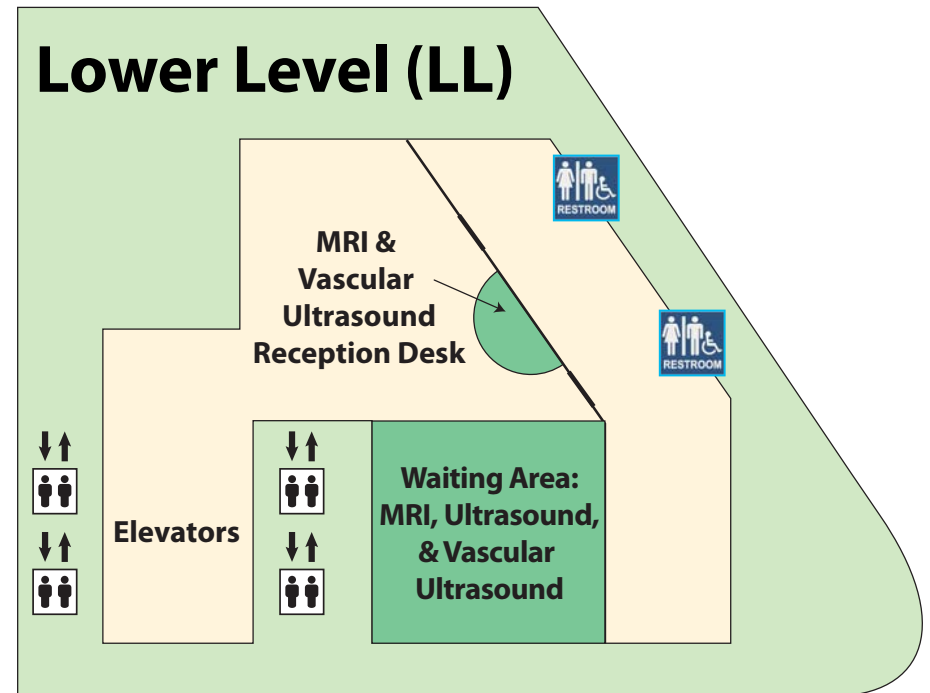 Lower Level (LL)
RESTROOM
MRI &
Vascular
Ultrasound
Reception Desk
RESTROOM
Elevators
Waiting Area:
MRI, Ultrasound,
& Vascular
Ultrasound